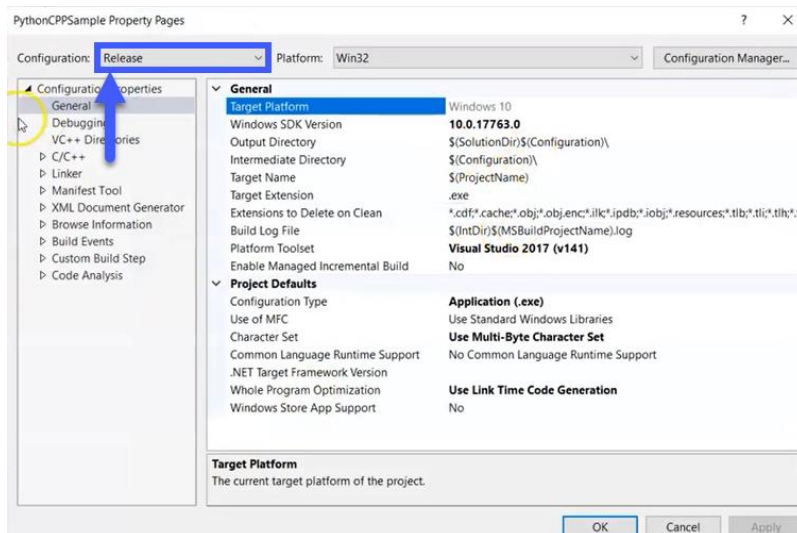 PythonCPPSample Property Pages ? ×
Configuration: Release Platform: Win32 Configuration Manager...
Configuration Properties
General
Debugging
VC++ Directories
C/C++
Linker
Manifest Tool
XML Document Generator
Browse Information
Build Events
Custom Build Step
Code Analysis
General
Target Platform Windows 10
Windows SDK Version 10.0.17763.0
Output Directory $(SolutionDir)$(Configuration)\
Intermediate Directory $(Configuration)\
Target Name $(ProjectName)
Target Extension .exe
Extensions to Delete on Clean *.cdf;*.cache;*.obj;*.obj.enc;*.ilk;*.ipdb;*.iobj;*.resources;*.tlb;*.tli;*.tlh;*.
Build Log File $(IntDir)$(MSBuildProjectName).log
Platform Toolset Visual Studio 2017 (v141)
Enable Managed Incremental Build No
Project Defaults
Configuration Type Application (.exe)
Use of MFC Use Standard Windows Libraries
Character Set Use Multi-Byte Character Set
Common Language Runtime Support No Common Language Runtime Support
.NET Target Framework Version
Whole Program Optimization Use Link Time Code Generation
Windows Store App Support No
Target Platform
The current target platform of the project.
OK Cancel Apply